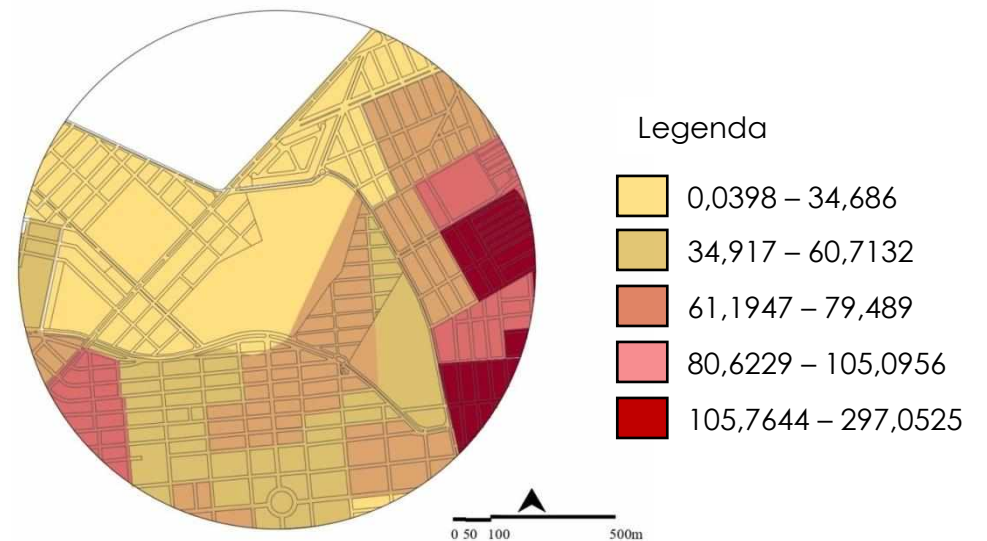 Legenda
0,0398 – 34,686
34,917 – 60,7132
61,1947 – 79,489
80,6229 – 105,0956
105,7644 – 297,0525
0 50 100 500m